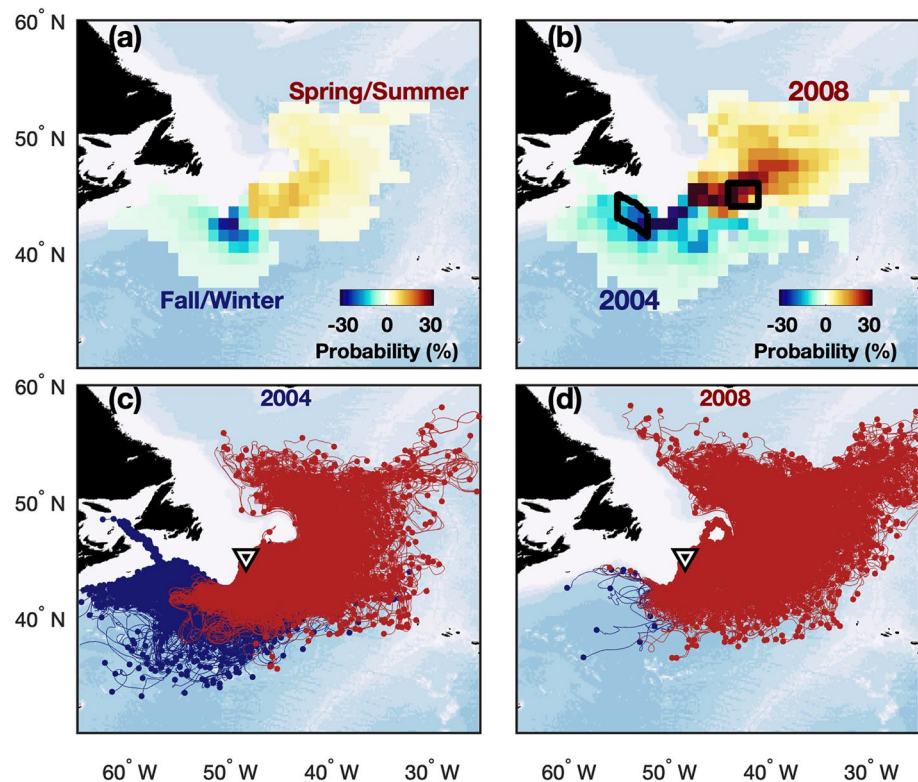 60° N
(a)
(b)
Spring/Summer
2008
50° N
40° N
Fall/Winter
2004
-30 0 30
Probability (%)
-30 0 30
Probability (%)
60° N
(c)
2004
(d)
2008
50° N
40° N
60° W 50° W 40° W 30° W
60° W 50° W 40° W 30° W